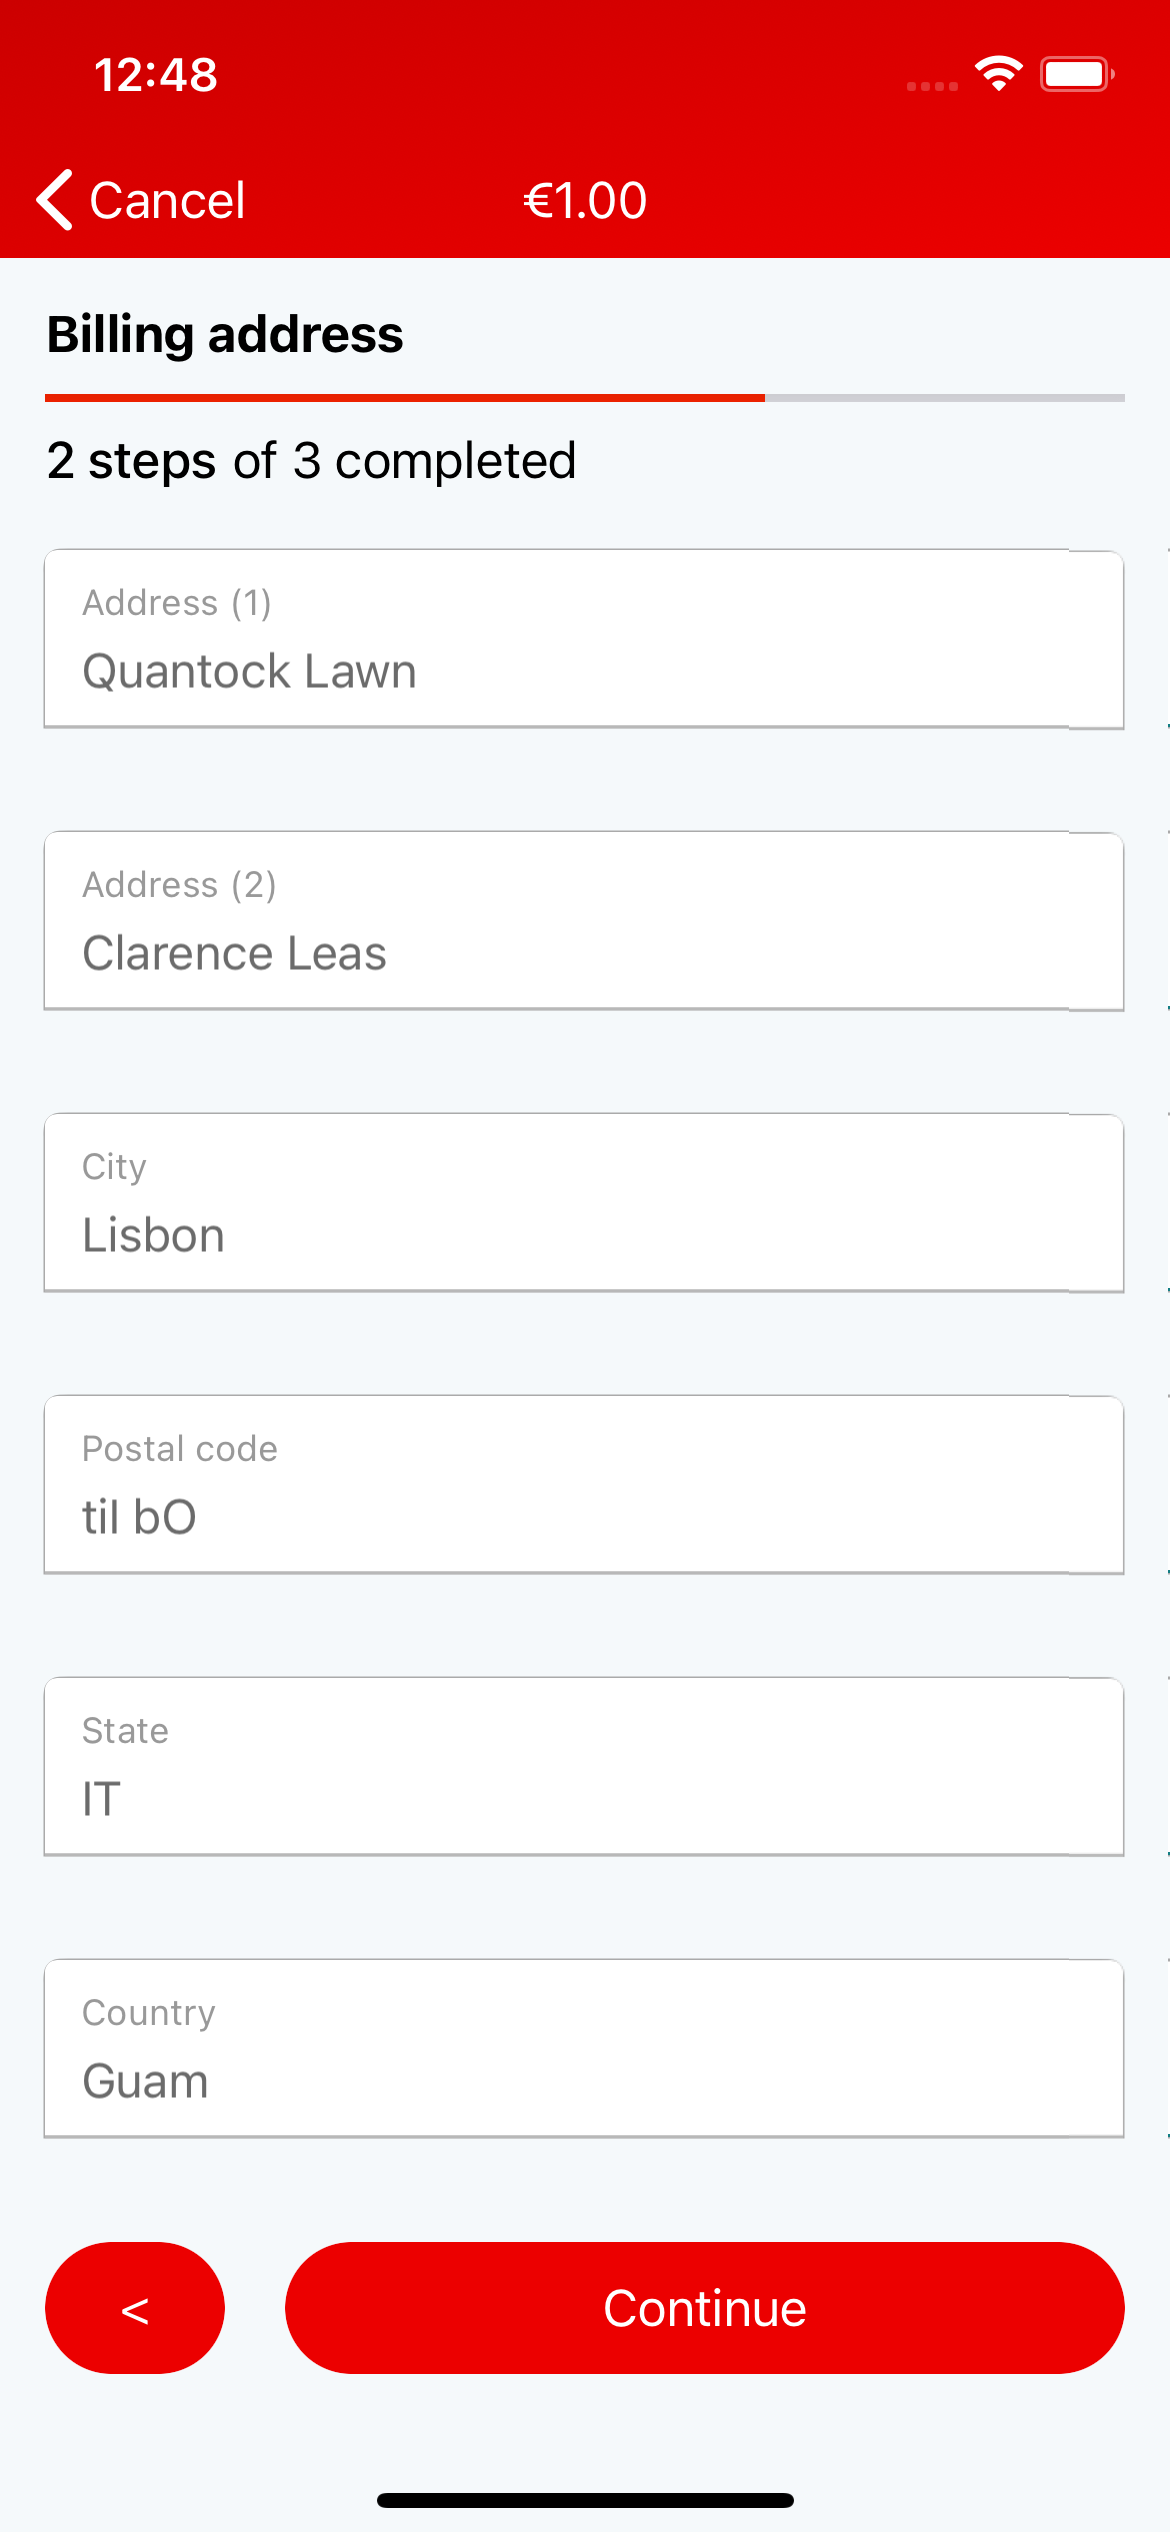 12:48
Cancel
€1.00
Billing address
2 steps of 3 completed
Address (1)
Quantock Lawn
Address (2)
Clarence Leas
City
Lisbon
Postal code
til bO
State
IT
Country
Guam
<
Continue